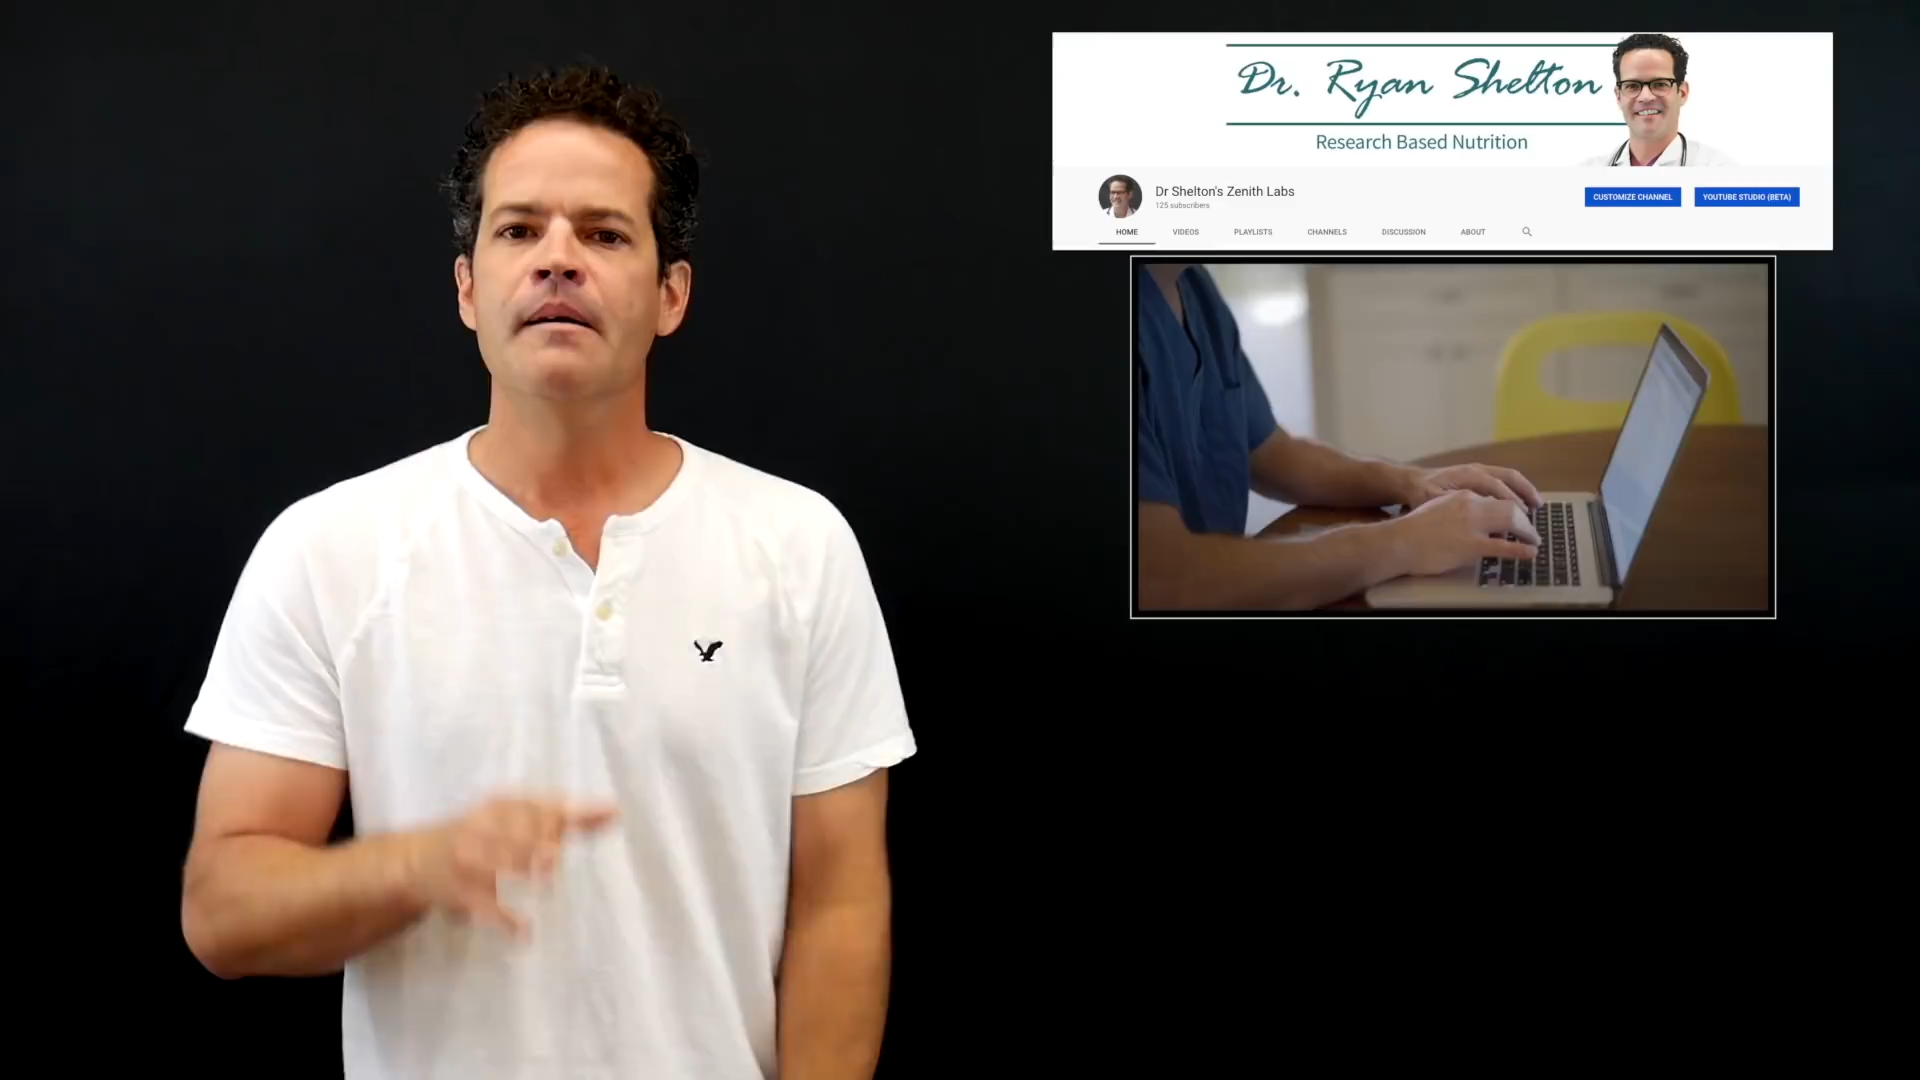 Dr. Ryan Shelton
Research Based Nutrition
Dr Shelton's Zenith Labs
125 subscribers
CUSTOMIZE CHANNEL
YOUTUBE STUDIO (BETA)
HOME VIDEOS PLAYLISTS CHANNELS DISCUSSION ABOUT